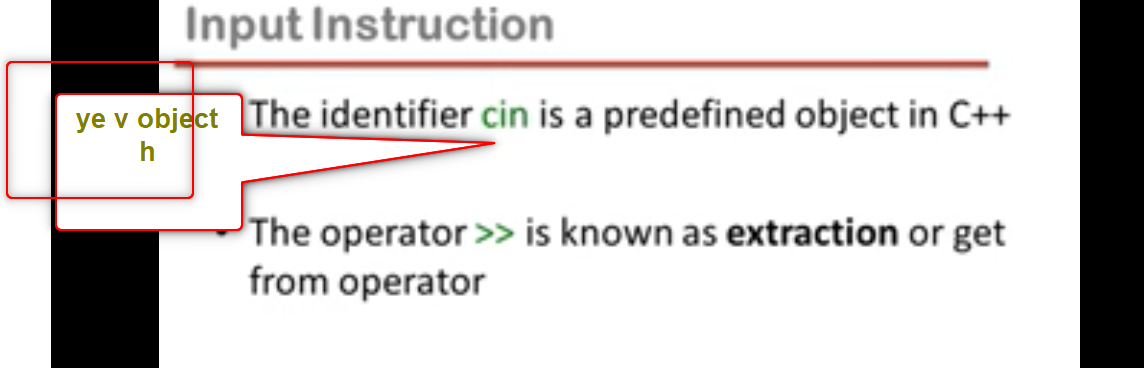 Input Instruction
ye v object
h
The identifier cin is a predefined object in C++
• The operator >> is known as extraction or get
from operator